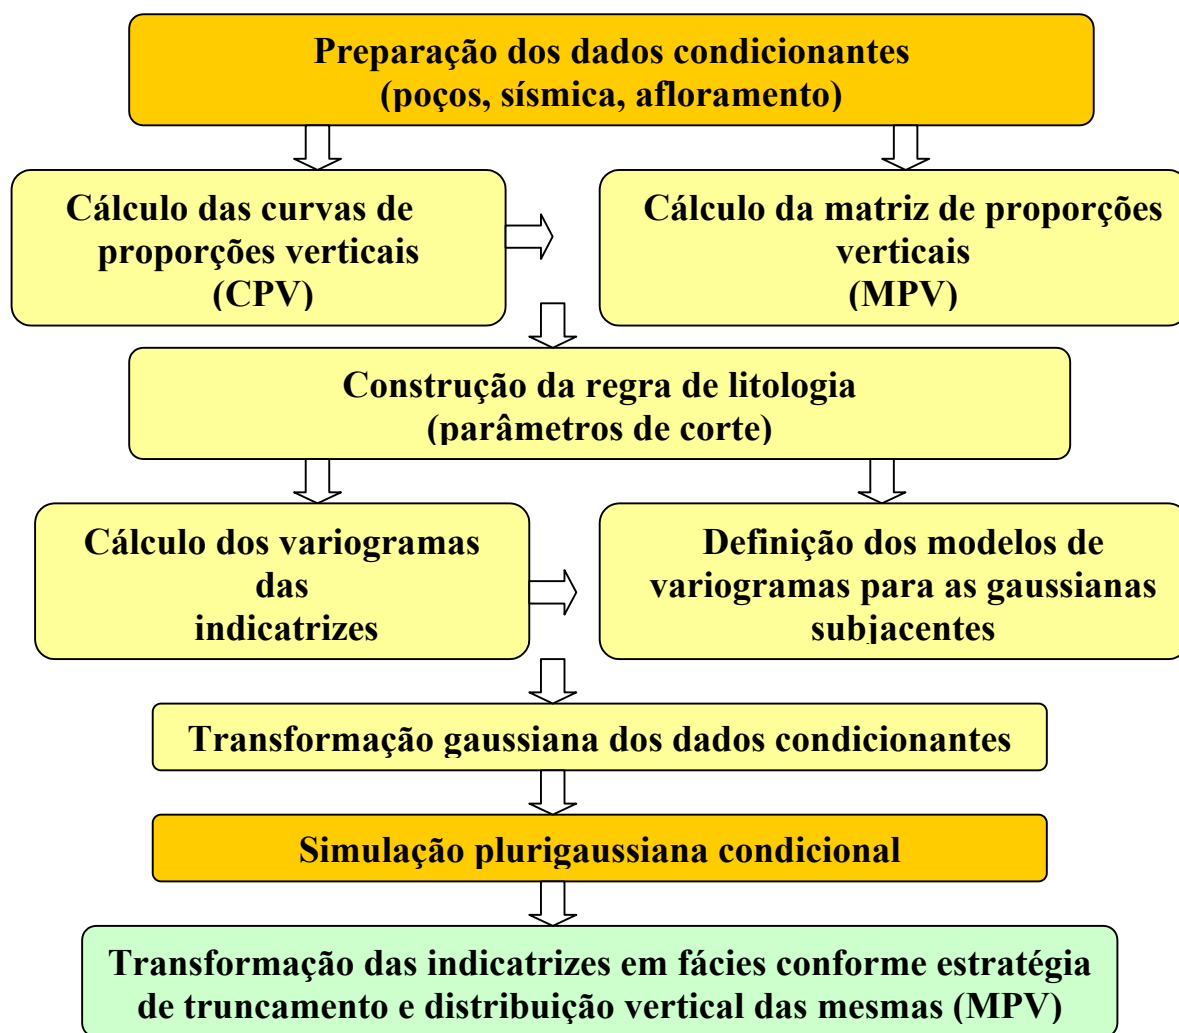 Preparação dos dados condicionantes
(poços, sísmica, afloramento)
Cálculo das curvas de
proporções verticais
(CPV)
Cálculo da matriz de proporções
verticais
(MPV)
Construção da regra de litologia
(parâmetros de corte)
Cálculo dos variogramas
das
indicatrizes
Definição dos modelos de
variogramas para as gaussianas
subjacentes
Transformação gaussiana dos dados condicionantes
Simulação plurigaussiana condicional
Transformação das indicatrizes em fácies conforme estratégia
de truncamento e distribuição vertical das mesmas (MPV)